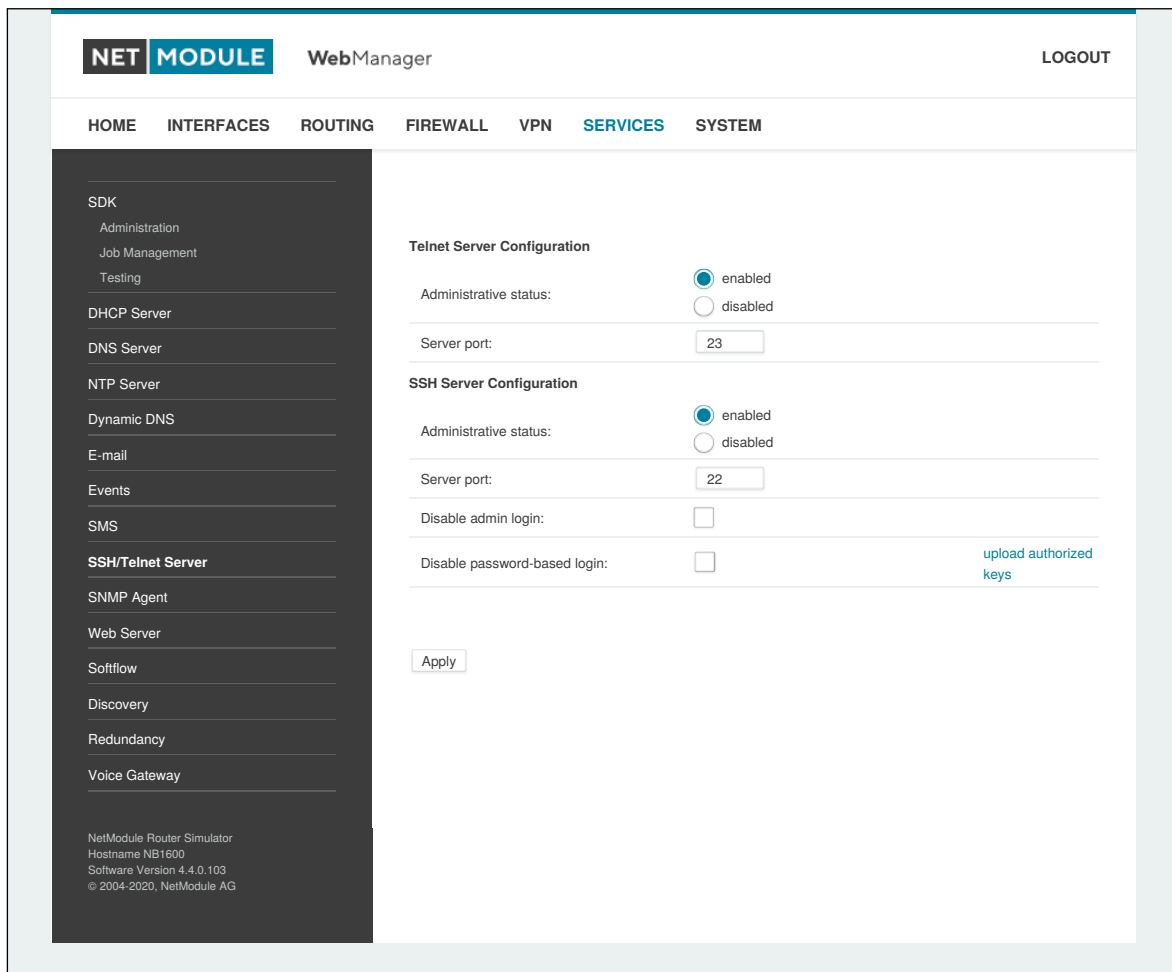 NET MODULE WebManager LOGOUT
HOME INTERFACES ROUTING FIREWALL VPN SERVICES SYSTEM
SDK
Administration
Job Management
Testing
DHCP Server
DNS Server
NTP Server
Dynamic DNS
E-mail
Events
SMS
SSH/Telnet Server
SNMP Agent
Web Server
Softflow
Discovery
Redundancy
Voice Gateway
NetModule Router Simulator
Hostname NB1600
Software Version 4.4.0.103
© 2004-2020, NetModule AG
Telnet Server Configuration
Administrative status:
enabled
disabled
Server port: 23
SSH Server Configuration
Administrative status:
enabled
disabled
Server port: 22
Disable admin login:
Disable password-based login:
upload authorized
keys
Apply